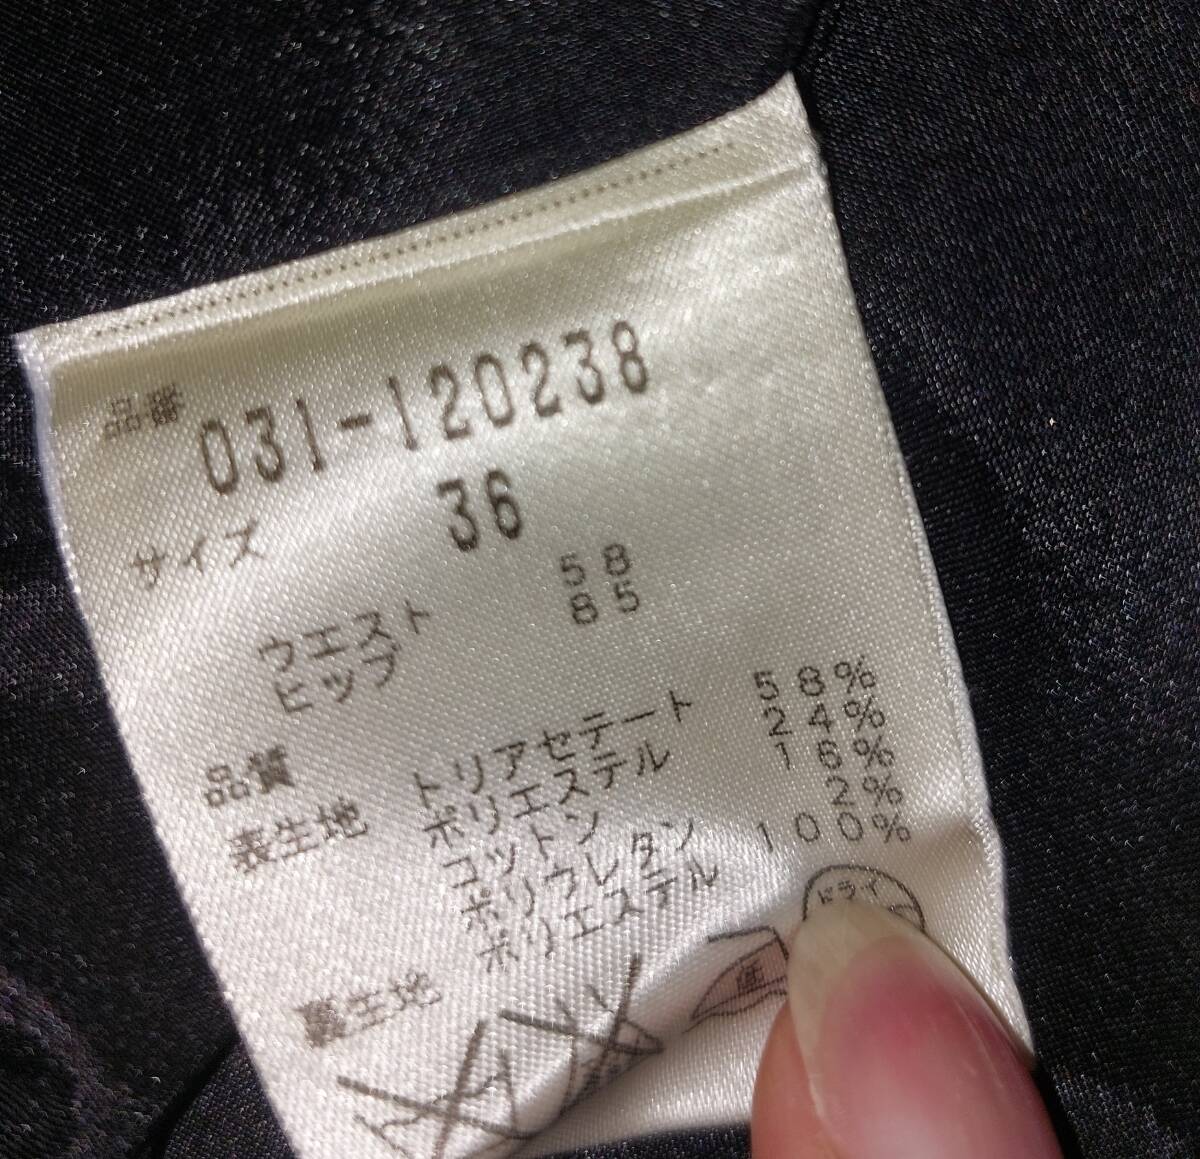 品番 031-120238
サイズ 36
ウエスト 58
ヒップ 85
品質
表生地 トリアセテート 58%
ポリエステル 24%
コットン 16%
ポリウレタン 2%
裏生地 ポリエステル 100%
低 ドライ